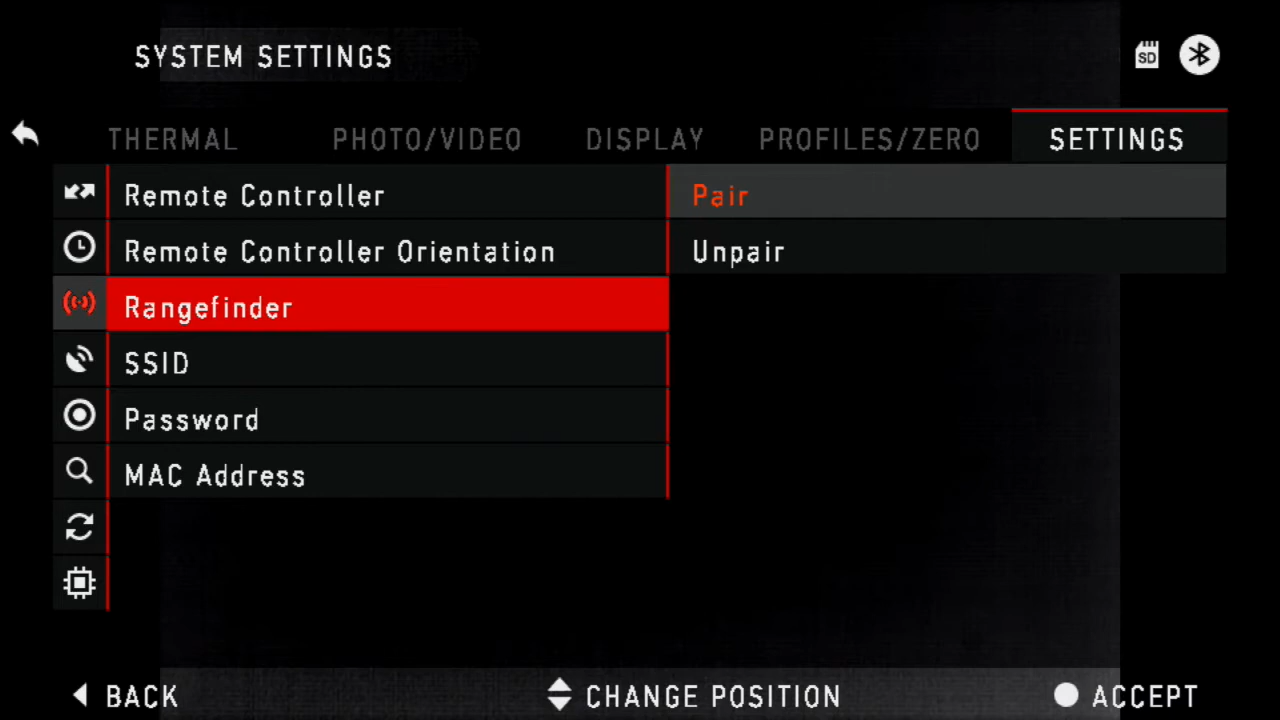 SYSTEM SETTINGS
SD
THERMAL PHOTO/VIDEO DISPLAY PROFILES/ZERO SETTINGS
Remote Controller Pair
Remote Controller Orientation Unpair
Rangefinder
SSID
Password
MAC Address
BACK CHANGE POSITION ACCEPT